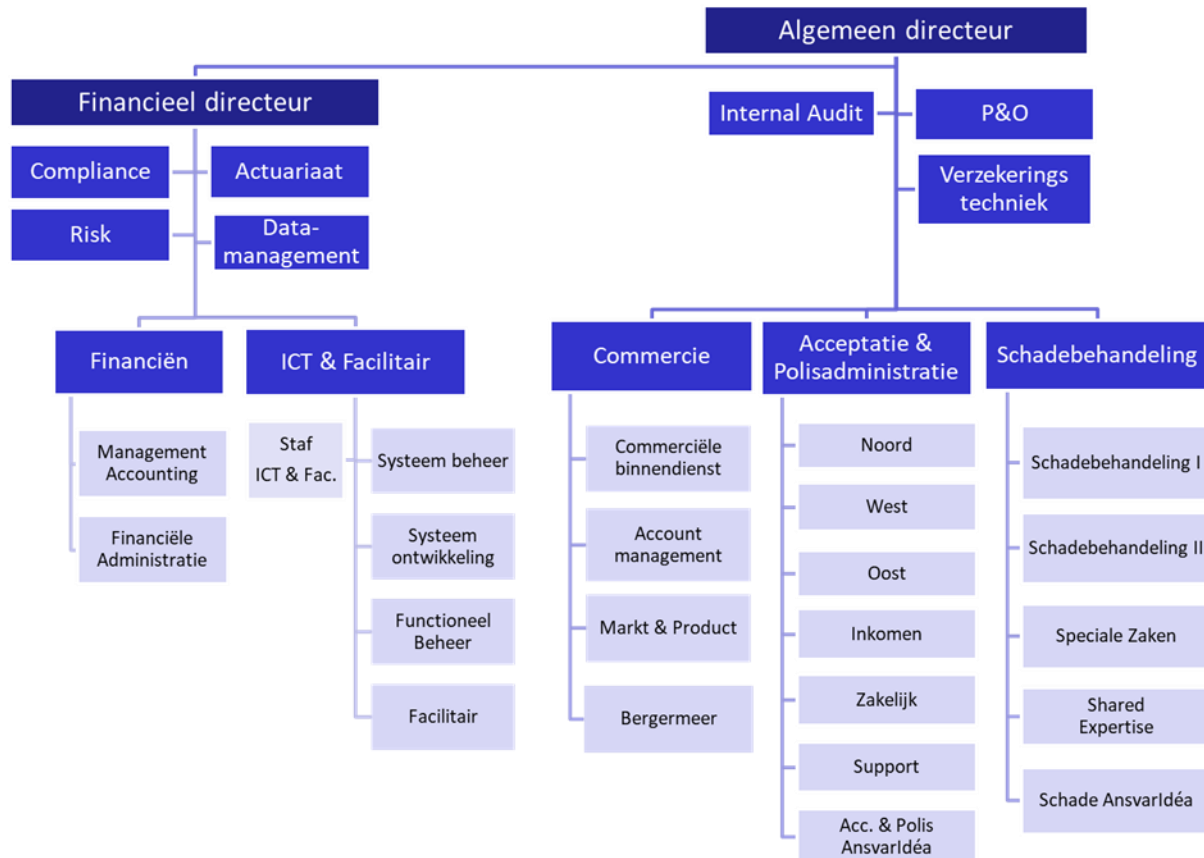 Algemeen directeur
Financieel directeur
Internal Audit
P&O
Compliance
Actuariaat
Verzekerings
techniek
Risk
Data-
management
Financiën
ICT & Facilitair
Commercie
Acceptatie &
Polisadministratie
Schadebehandeling
Management
Accounting
Financiële
Administratie
Staf
ICT & Fac.
Systeem beheer
Systeem
ontwikkeling
Functioneel
Beheer
Facilitair
Commerciële
binnendienst
Account
management
Markt & Product
Bergermeer
Noord
West
Oost
Inkomen
Zakelijk
Support
Acc. & Polis
AnsvarIdéa
Schadebehandeling I
Schadebehandeling II
Speciale Zaken
Shared
Expertise
Schade AnsvarIdéa